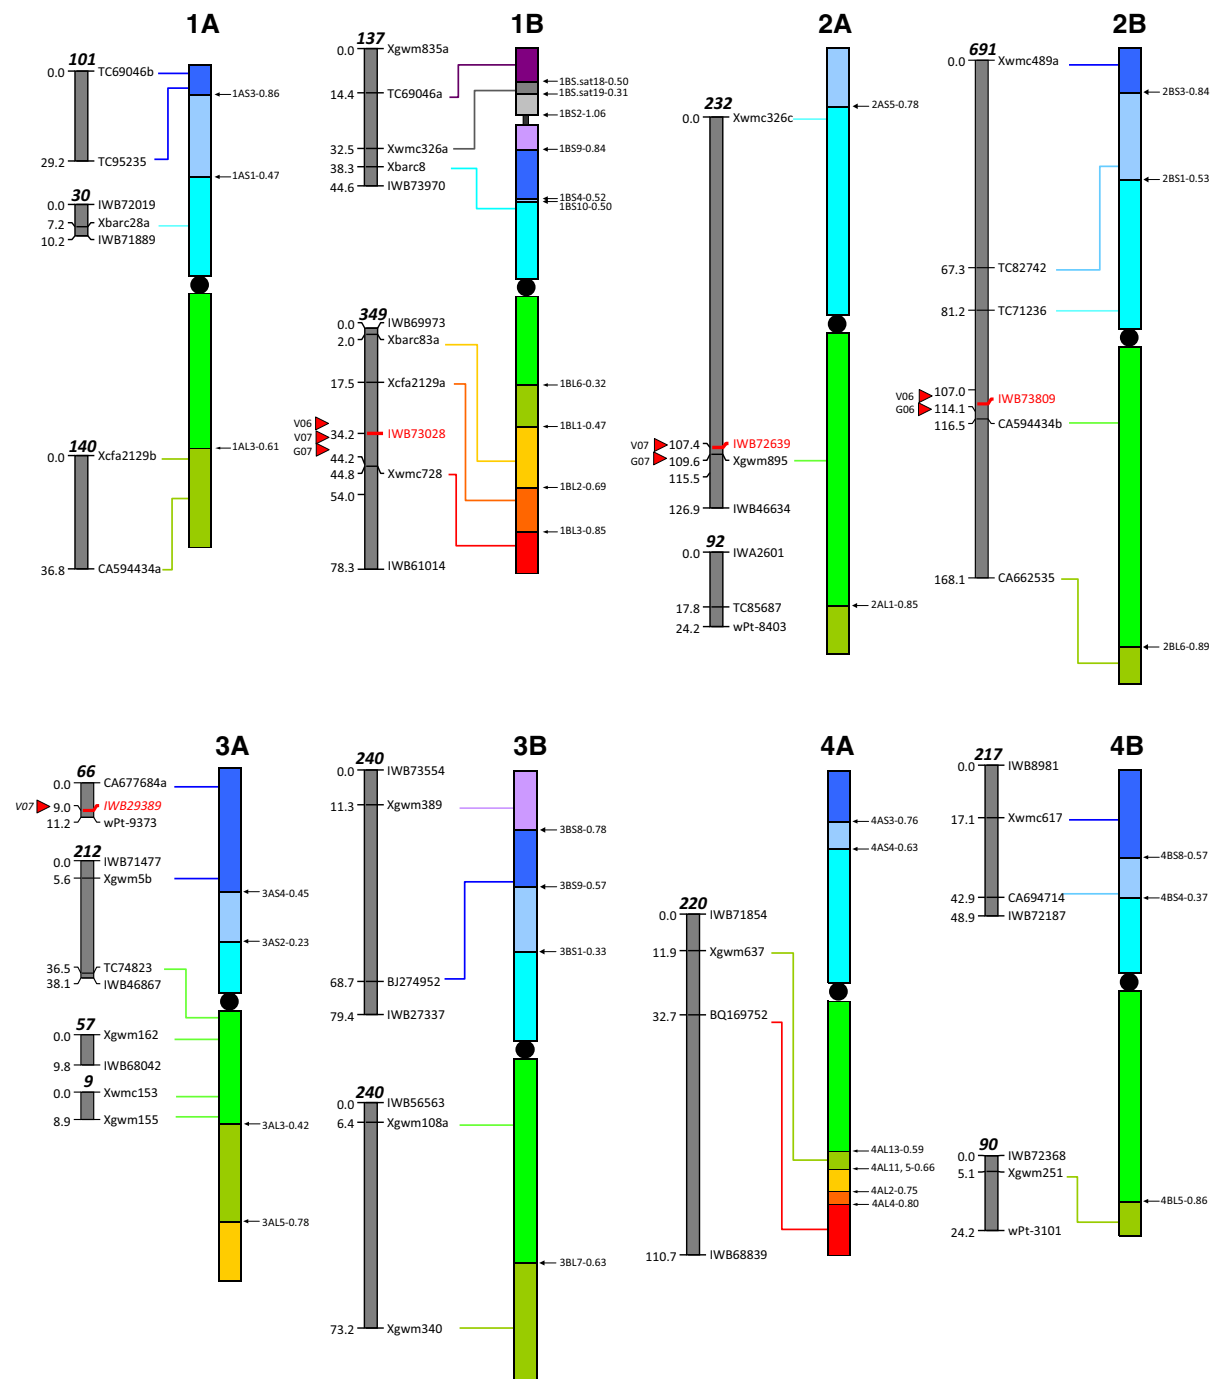 1A
101
0.0 TC69046b
29.2 TC95235
1AS3-0.86
1AS1-0.47
30
0.0 IWB72019
7.2 Xbarc28a
10.2 IWB71889
140
0.0 Xcfa2129b
36.8 CA594434a
1AL3-0.61
1B
137
0.0 Xgwm835a
14.4 TC69046a
32.5 Xwmc326a
38.3 Xbarc8
44.6 IWB73970
1BS.sat18-0.50
1BS.sat19-0.31
1BS2-1.06
1BS9-0.84
1BS4-0.52
1BS10-0.50
349
0.0 IWB69973
2.0 Xbarc83a
17.5 Xcfa2129a
V06
V07 34.2 IWB73028
G07
44.2
44.8 Xwmc728
54.0
78.3 IWB61014
1BL6-0.32
1BL1-0.47
1BL2-0.69
1BL3-0.85
2A
232
0.0 Xwmc326c
V07 107.4 IWB72639
G07 109.6 Xgwm895
115.5
126.9 IWB46634
2AS5-0.78
92
0.0 IWA2601
17.8 TC85687
24.2 wPt-8403
2AL1-0.85
2B
691
0.0 Xwmc489a
67.3 TC82742
81.2 TC71236
V06 107.0 IWB73809
G06 114.1
116.5 CA594434b
168.1 CA662535
2BS3-0.84
2BS1-0.53
2BL6-0.89
3A
66
0.0 CA677684a
V07 9.0 IWB29389
11.2 wPt-9373
212
0.0 IWB71477
5.6 Xgwm5b
36.5 TC74823
38.1 IWB46867
57
0.0 Xgwm162
9.8 IWB68042
9
0.0 Xwmc153
8.9 Xgwm155
3AS4-0.45
3AS2-0.23
3AL3-0.42
3AL5-0.78
3B
240
0.0 IWB73554
11.3 Xgwm389
68.7 BJ274952
79.4 IWB27337
3BS8-0.78
3BS9-0.57
3BS1-0.33
240
0.0 IWB56563
6.4 Xgwm108a
73.2 Xgwm340
3BL7-0.63
4A
220
0.0 IWB71854
11.9 Xgwm637
32.7 BQ169752
110.7 IWB68839
4AS3-0.76
4AS4-0.63
4AL13-0.59
4AL11, 5-0.66
4AL2-0.75
4AL4-0.80
4B
217
0.0 IWB8981
17.1 Xwmc617
42.9 CA694714
48.9 IWB72187
4BS8-0.57
4BS4-0.37
90
0.0 IWB72368
5.1 Xgwm251
24.2 wPt-3101
4BL5-0.86